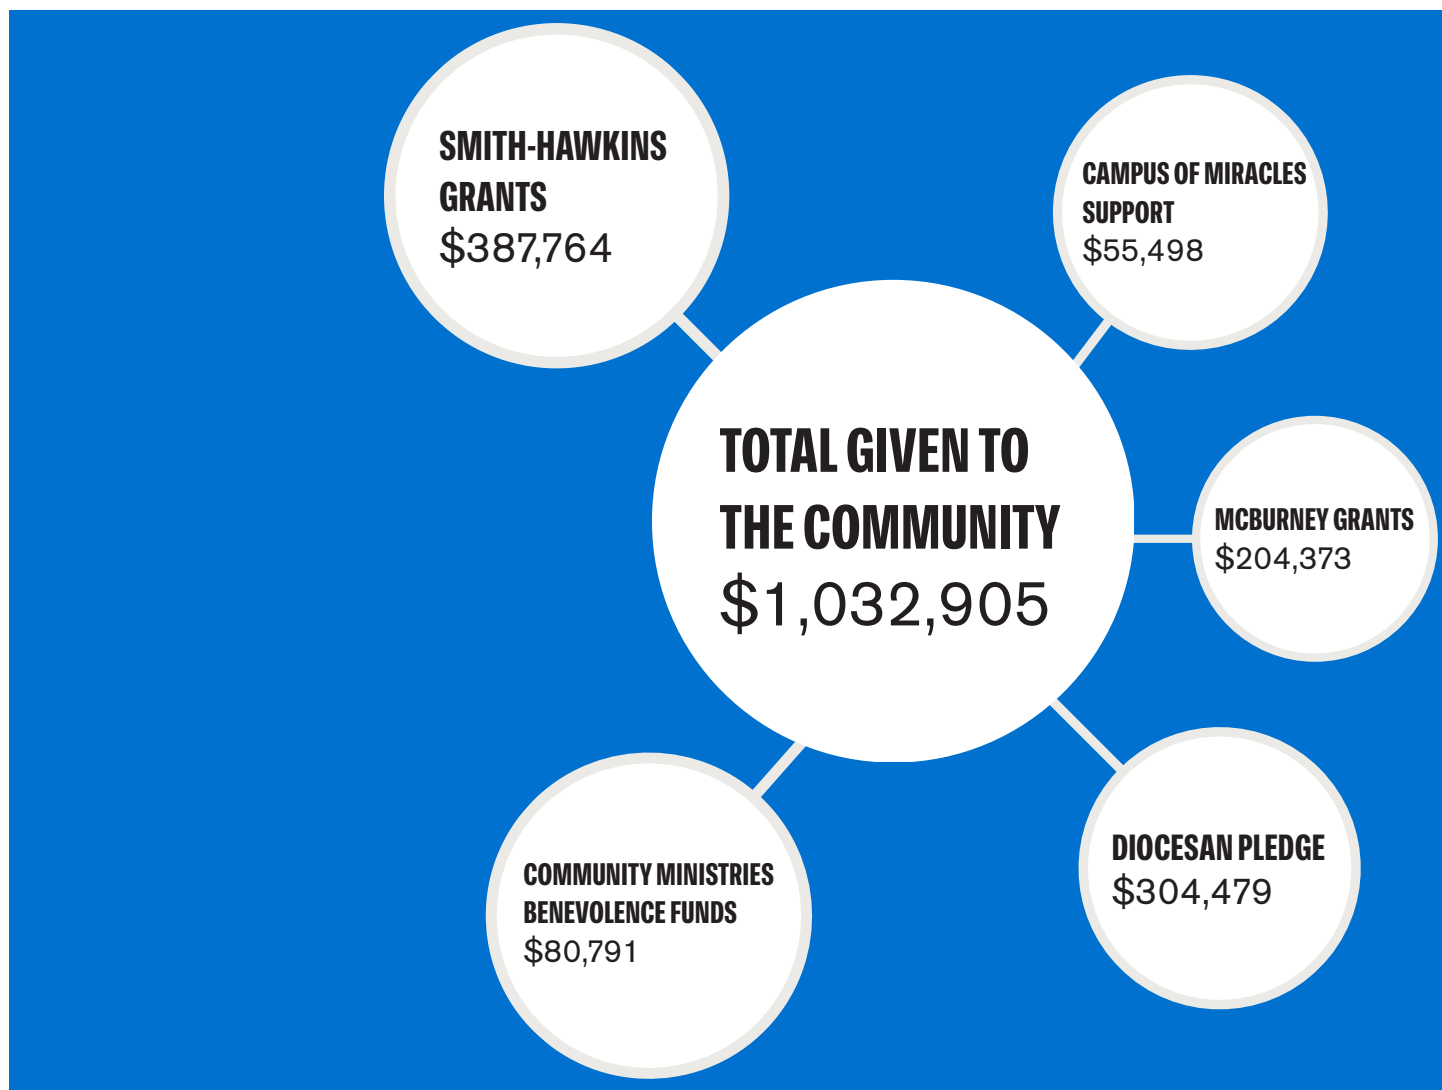 SMITH-HAWKINS
GRANTS
$387,764
CAMPUS OF MIRACLES
SUPPORT
$55,498
TOTAL GIVEN TO
THE COMMUNITY
$1,032,905
MCBURNEY GRANTS
$204,373
DIOCESAN PLEDGE
$304,479
COMMUNITY MINISTRIES
BENEVOLENCE FUNDS
$80,791